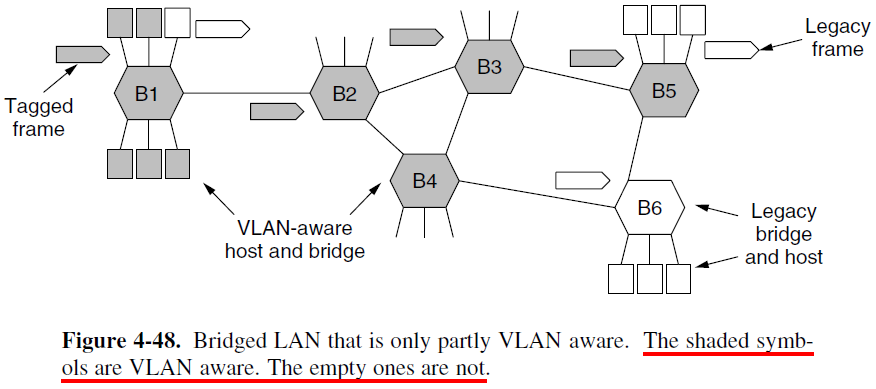 Legacy
frame
Tagged
frame
B1
B2
B3
B4
B5
B6
VLAN-aware
host and bridge
Legacy
bridge
and host
Figure 4-48. Bridged LAN that is only partly VLAN aware. The shaded symb-
ols are VLAN aware. The empty ones are not.